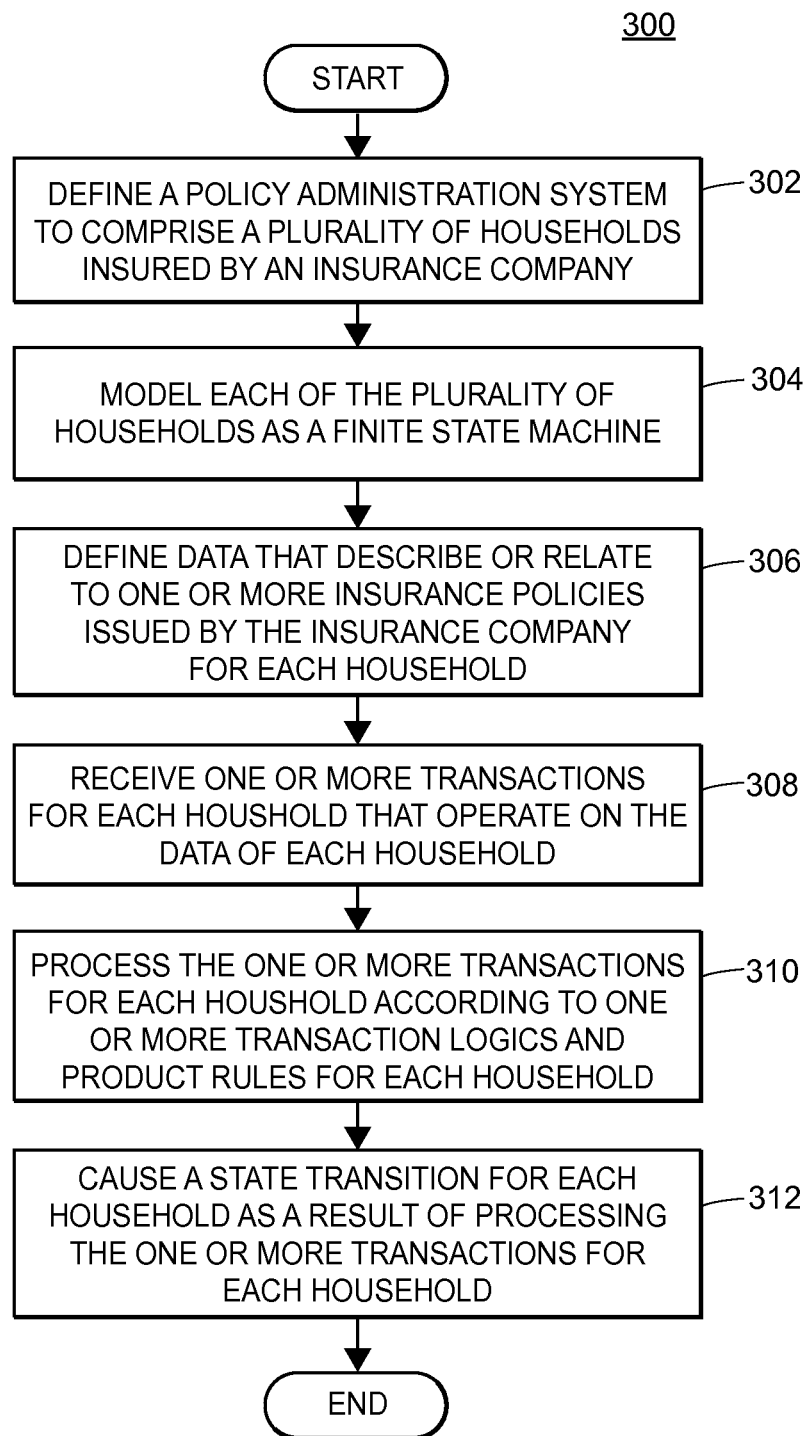 300
START
DEFINE A POLICY ADMINISTRATION SYSTEM
TO COMPRISE A PLURALITY OF HOUSEHOLDS
INSURED BY AN INSURANCE COMPANY
302
MODEL EACH OF THE PLURALITY OF
HOUSEHOLDS AS A FINITE STATE MACHINE
304
DEFINE DATA THAT DESCRIBE OR RELATE
TO ONE OR MORE INSURANCE POLICIES
ISSUED BY THE INSURANCE COMPANY
FOR EACH HOUSEHOLD
306
RECEIVE ONE OR MORE TRANSACTIONS
FOR EACH HOUSHOLD THAT OPERATE ON THE
DATA OF EACH HOUSEHOLD
308
PROCESS THE ONE OR MORE TRANSACTIONS
FOR EACH HOUSHOLD ACCORDING TO ONE
OR MORE TRANSACTION LOGICS AND
PRODUCT RULES FOR EACH HOUSEHOLD
310
CAUSE A STATE TRANSITION FOR EACH
HOUSEHOLD AS A RESULT OF PROCESSING
THE ONE OR MORE TRANSACTIONS FOR
EACH HOUSEHOLD
312
END